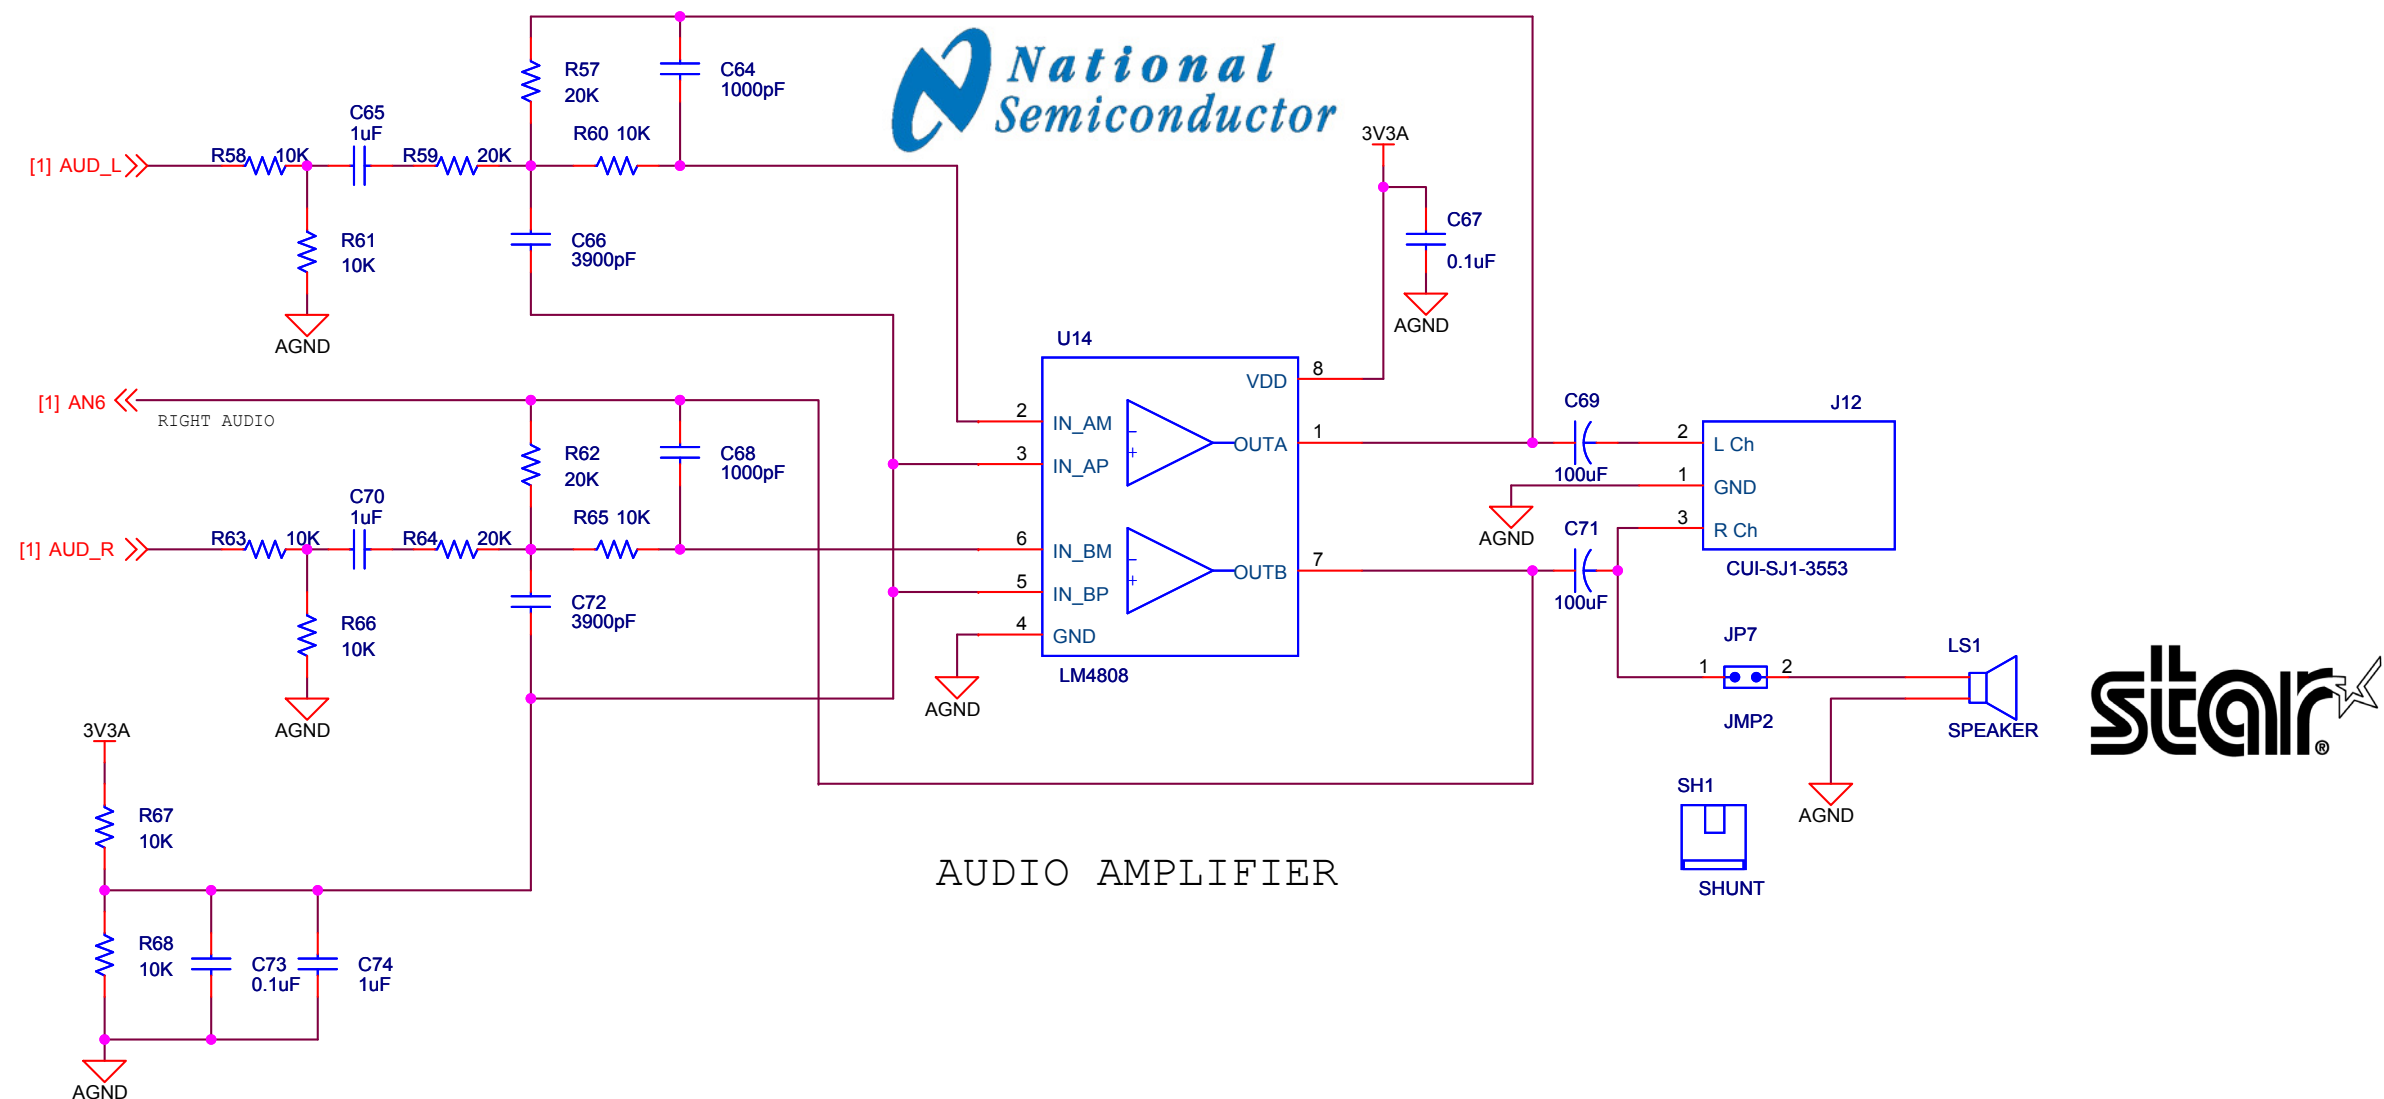 R57
20K
C64
1000pF
National
Semiconductor
C65
1uF
R60 10K
3V3A
[1] AUD_L
R58 10K
R59 20K
C67
0.1uF
R61
10K
C66
3900pF
AGND
AGND
U14
VDD 8
[1] AN6
RIGHT AUDIO
C69
100uF
J12
2 IN_AM
3 IN_AP
OUTA 1
2 L Ch
1 GND
3 R Ch
R62
20K
C68
1000pF
C70
1uF
R65 10K
AGND
C71
100uF
CUI-SJ1-3553
[1] AUD_R
R63 10K
R64 20K
6 IN_BM
5 IN_BP
OUTB 7
4 GND
LM4808
R66
10K
C72
3900pF
AGND
AGND
JP7
1 2
JMP2
LS1
SPEAKER
star®
3V3A
R67
10K
SH1
SHUNT
AGND
AUDIO AMPLIFIER
R68
10K
C73
0.1uF
C74
1uF
AGND